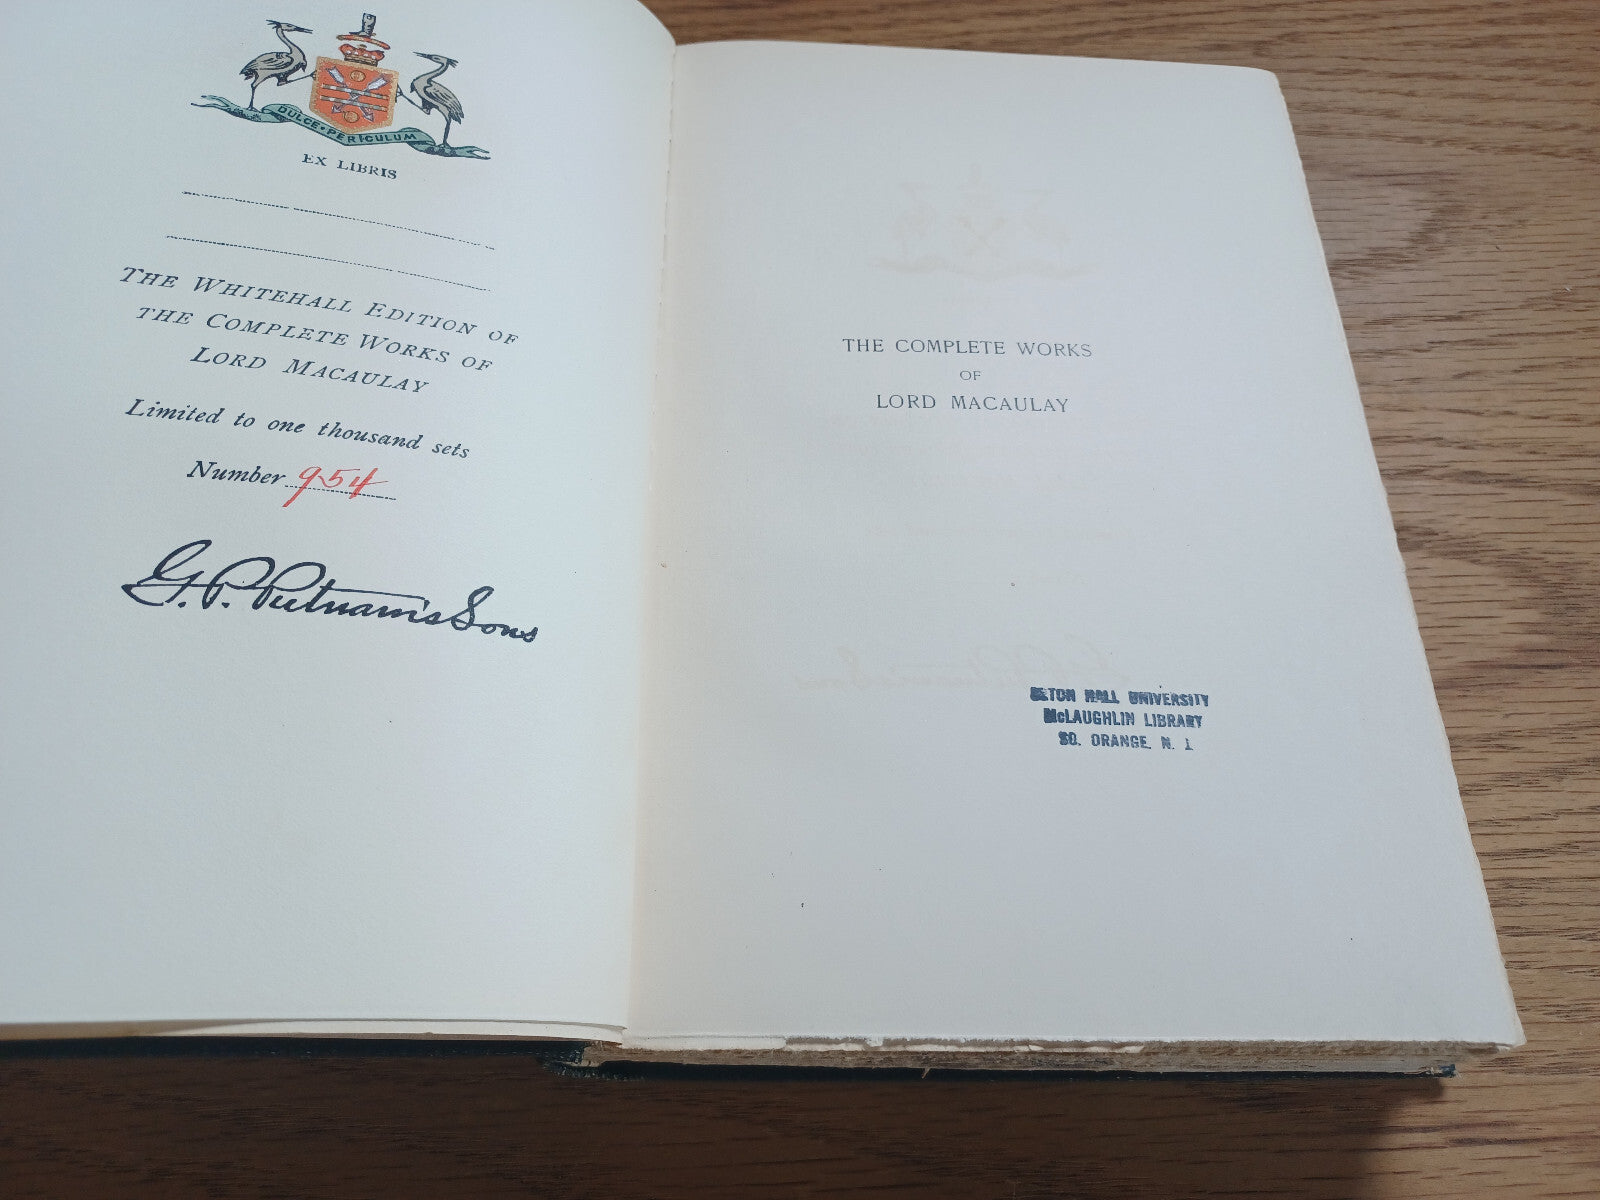 DULCE • PERICULUM
EX LIBRIS
THE WHITEHALL EDITION OF
THE COMPLETE WORKS OF
LORD MACAULAY
Limited to one thousand sets
Number 954
G. P. Putnam's Sons
THE COMPLETE WORKS
OF
LORD MACAULAY
SETON HALL UNIVERSITY
McLAUGHLIN LIBRARY
SO. ORANGE, N. J.